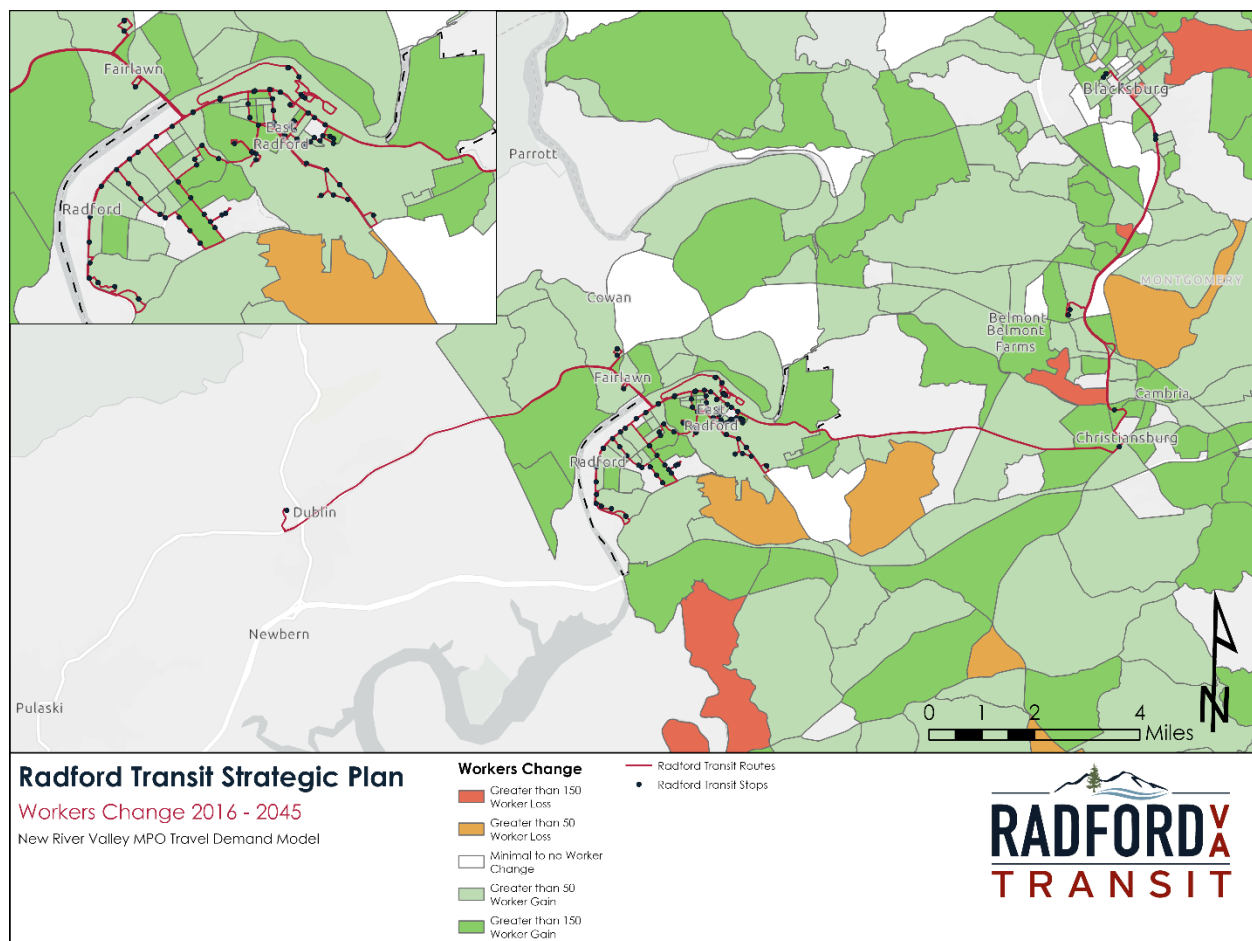 Fairlawn
East
Radford
Radford
Blacksburg
Parrott
MONTGOMERY
Cowan
Belmont
Belmont
Farms
Fairlawn
Cambria
East
Radford
Christiansburg
Radford
Dublin
Newbern
Pulaski
N
0 1 2 4
Miles
Radford Transit Strategic Plan
Workers Change 2016 - 2045
New River Valley MPO Travel Demand Model
Workers Change
Greater than 150
Worker Loss
Greater than 50
Worker Loss
Minimal to no Worker
Change
Greater than 50
Worker Gain
Greater than 150
Worker Gain
Radford Transit Routes
Radford Transit Stops
RADFORD VA
TRANSIT